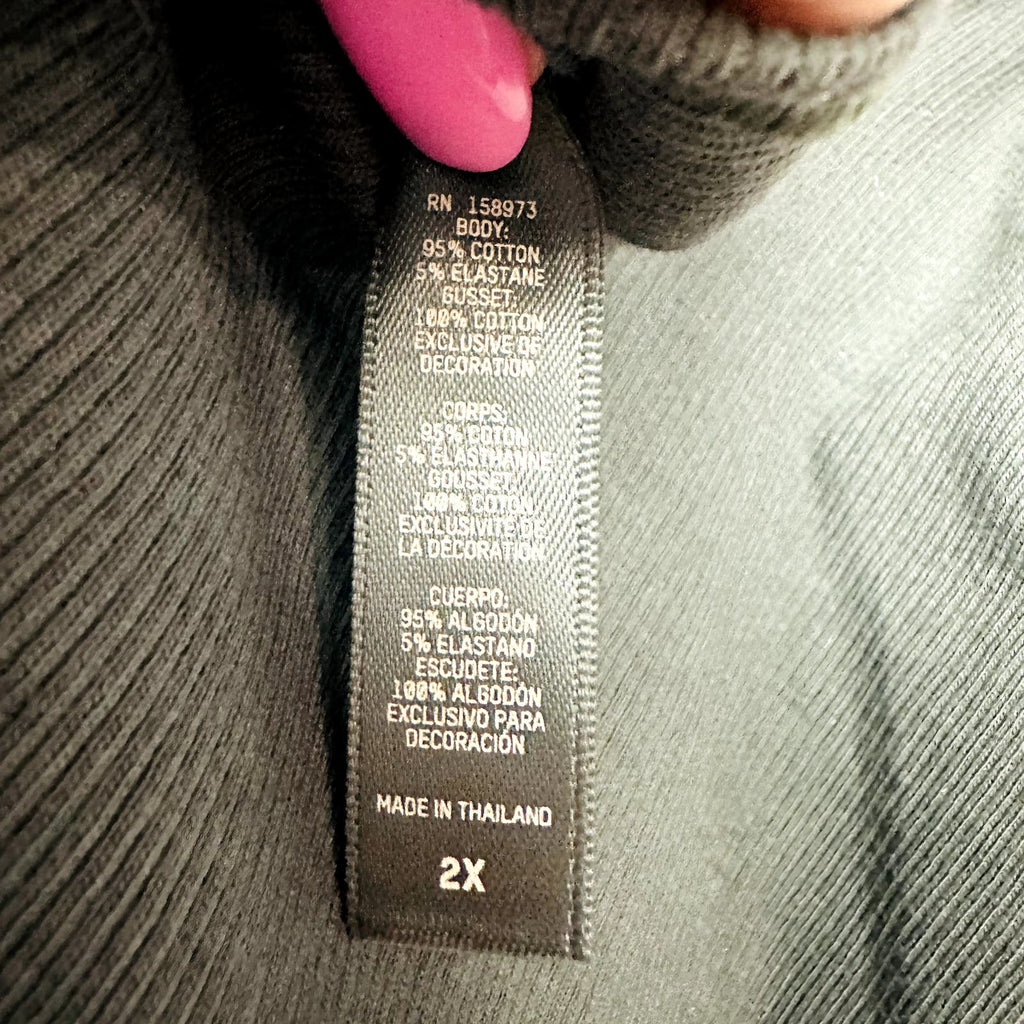 RN 158973
BODY:
95% COTTON
5% ELASTANE
GUSSET:
100% COTTON
EXCLUSIVE OF
DECORATION
CORPS:
95% COTON
5% ELASTHANNE
GOUSSET:
100% COTON
EXCLUSIVITE DE
LA DÉCORATION
CUERPO:
95% ALGODÓN
5% ELASTANO
ESCUDETE:
100% ALGODÓN
EXCLUSIVO PARA
DECORACIÓN
MADE IN THAILAND
2X